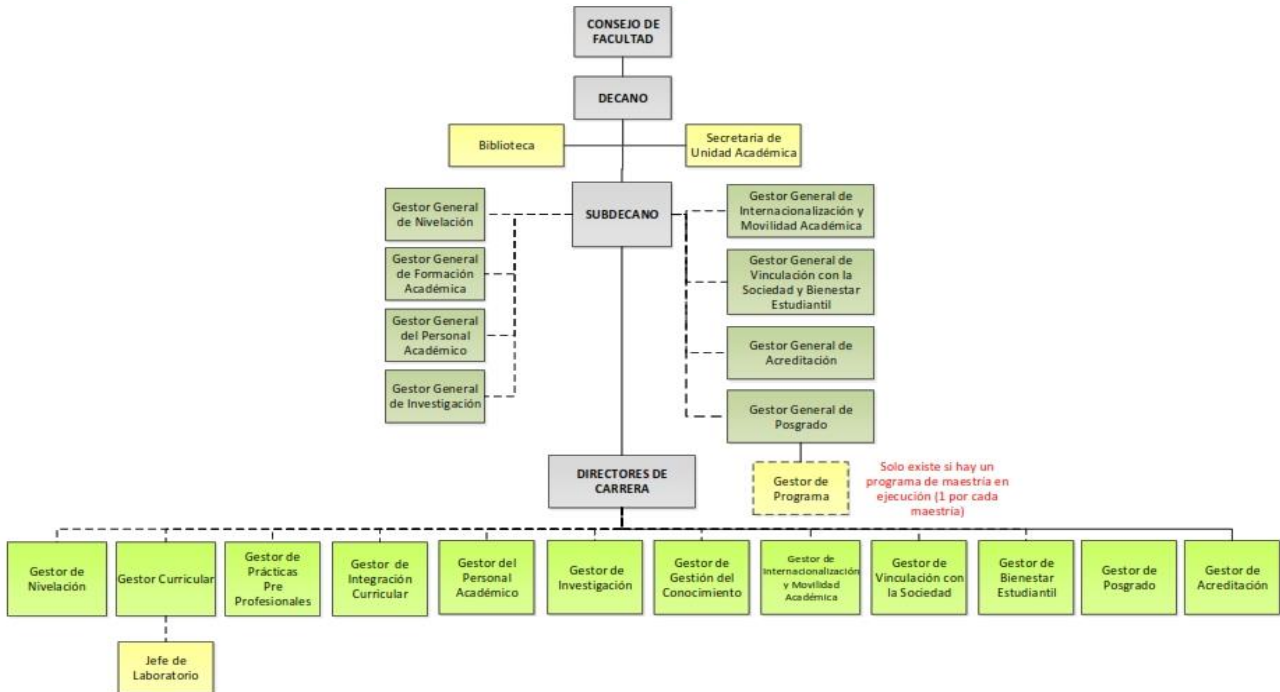 CONSEJO DE
FACULTAD
DECANO
Biblioteca
Secretaria de
Unidad Académica
SUBDECANO
Gestor General
de Nivelación
Gestor General
de Formación
Académica
Gestor General
del Personal
Académico
Gestor General
de Investigación
Gestor General de
Internacionalización y
Movilidad Académica
Gestor General de
Vinculación con la
Sociedad y Bienestar
Estudiantil
Gestor General de
Acreditación
Gestor General de
Posgrado
DIRECTORES DE
CARRERA
Gestor de
Programa
Solo existe si hay un
programa de maestría en
ejecución (1 por cada
maestría)
Gestor de
Nivelación
Gestor Curricular
Gestor de
Prácticas
Pre
Profesionales
Gestor de
Integración
Curricular
Gestor del
Personal
Académico
Gestor de
Investigación
Gestor de
Gestión del
Conocimiento
Gestor de
Internacionalización
y Movilidad
Académica
Gestor de
Vinculación con
la Sociedad
Gestor de
Bienestar
Estudiantil
Gestor de
Posgrado
Gestor de
Acreditación
Jefe de
Laboratorio